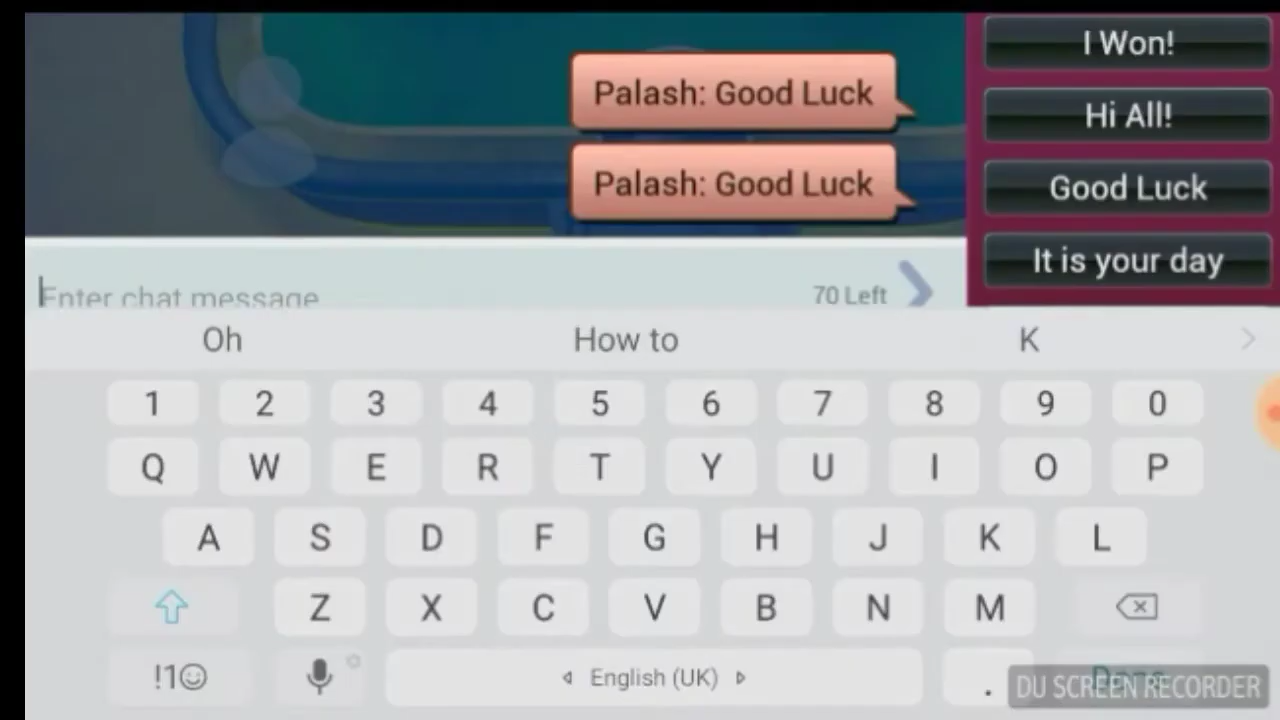 I Won!
Palash: Good Luck
Hi All!
Palash: Good Luck
Good Luck
It is your day
Enter chat message
70 Left
Oh How to K
1 2 3 4 5 6 7 8 9 0
Q W E R T Y U I O P
A S D F G H J K L
Z X C V B N M
!1☺ English (UK) . Done
DU SCREEN RECORDER